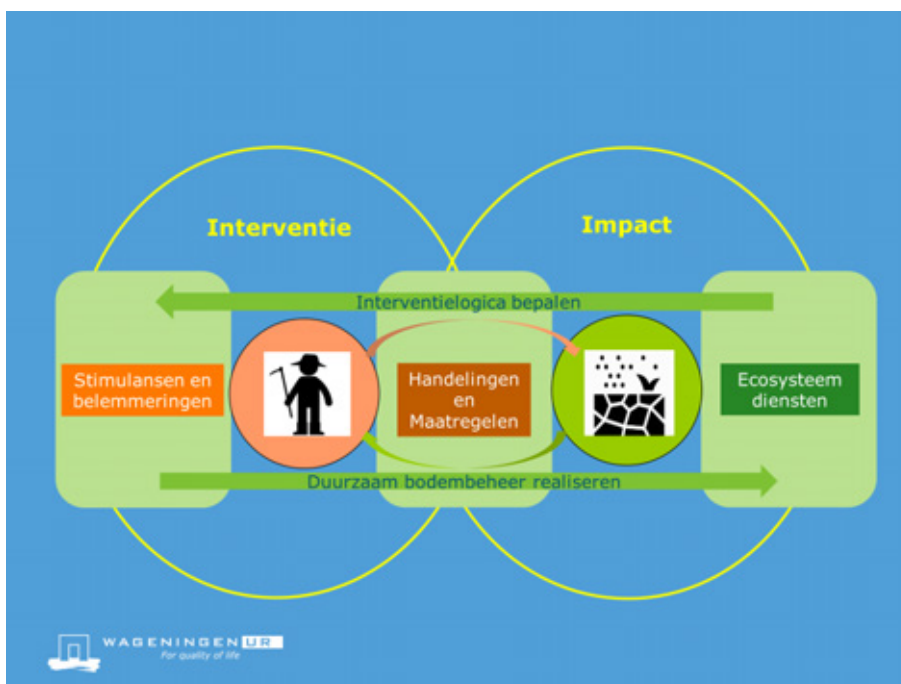 Interventie
Impact
Interventielogica bepalen
Stimulansen en
belemmeringen
Handelingen
en
Maatregelen
Ecosysteem
diensten
Duurzaam bodembeheer realiseren
WAGENINGEN UR
For quality of life